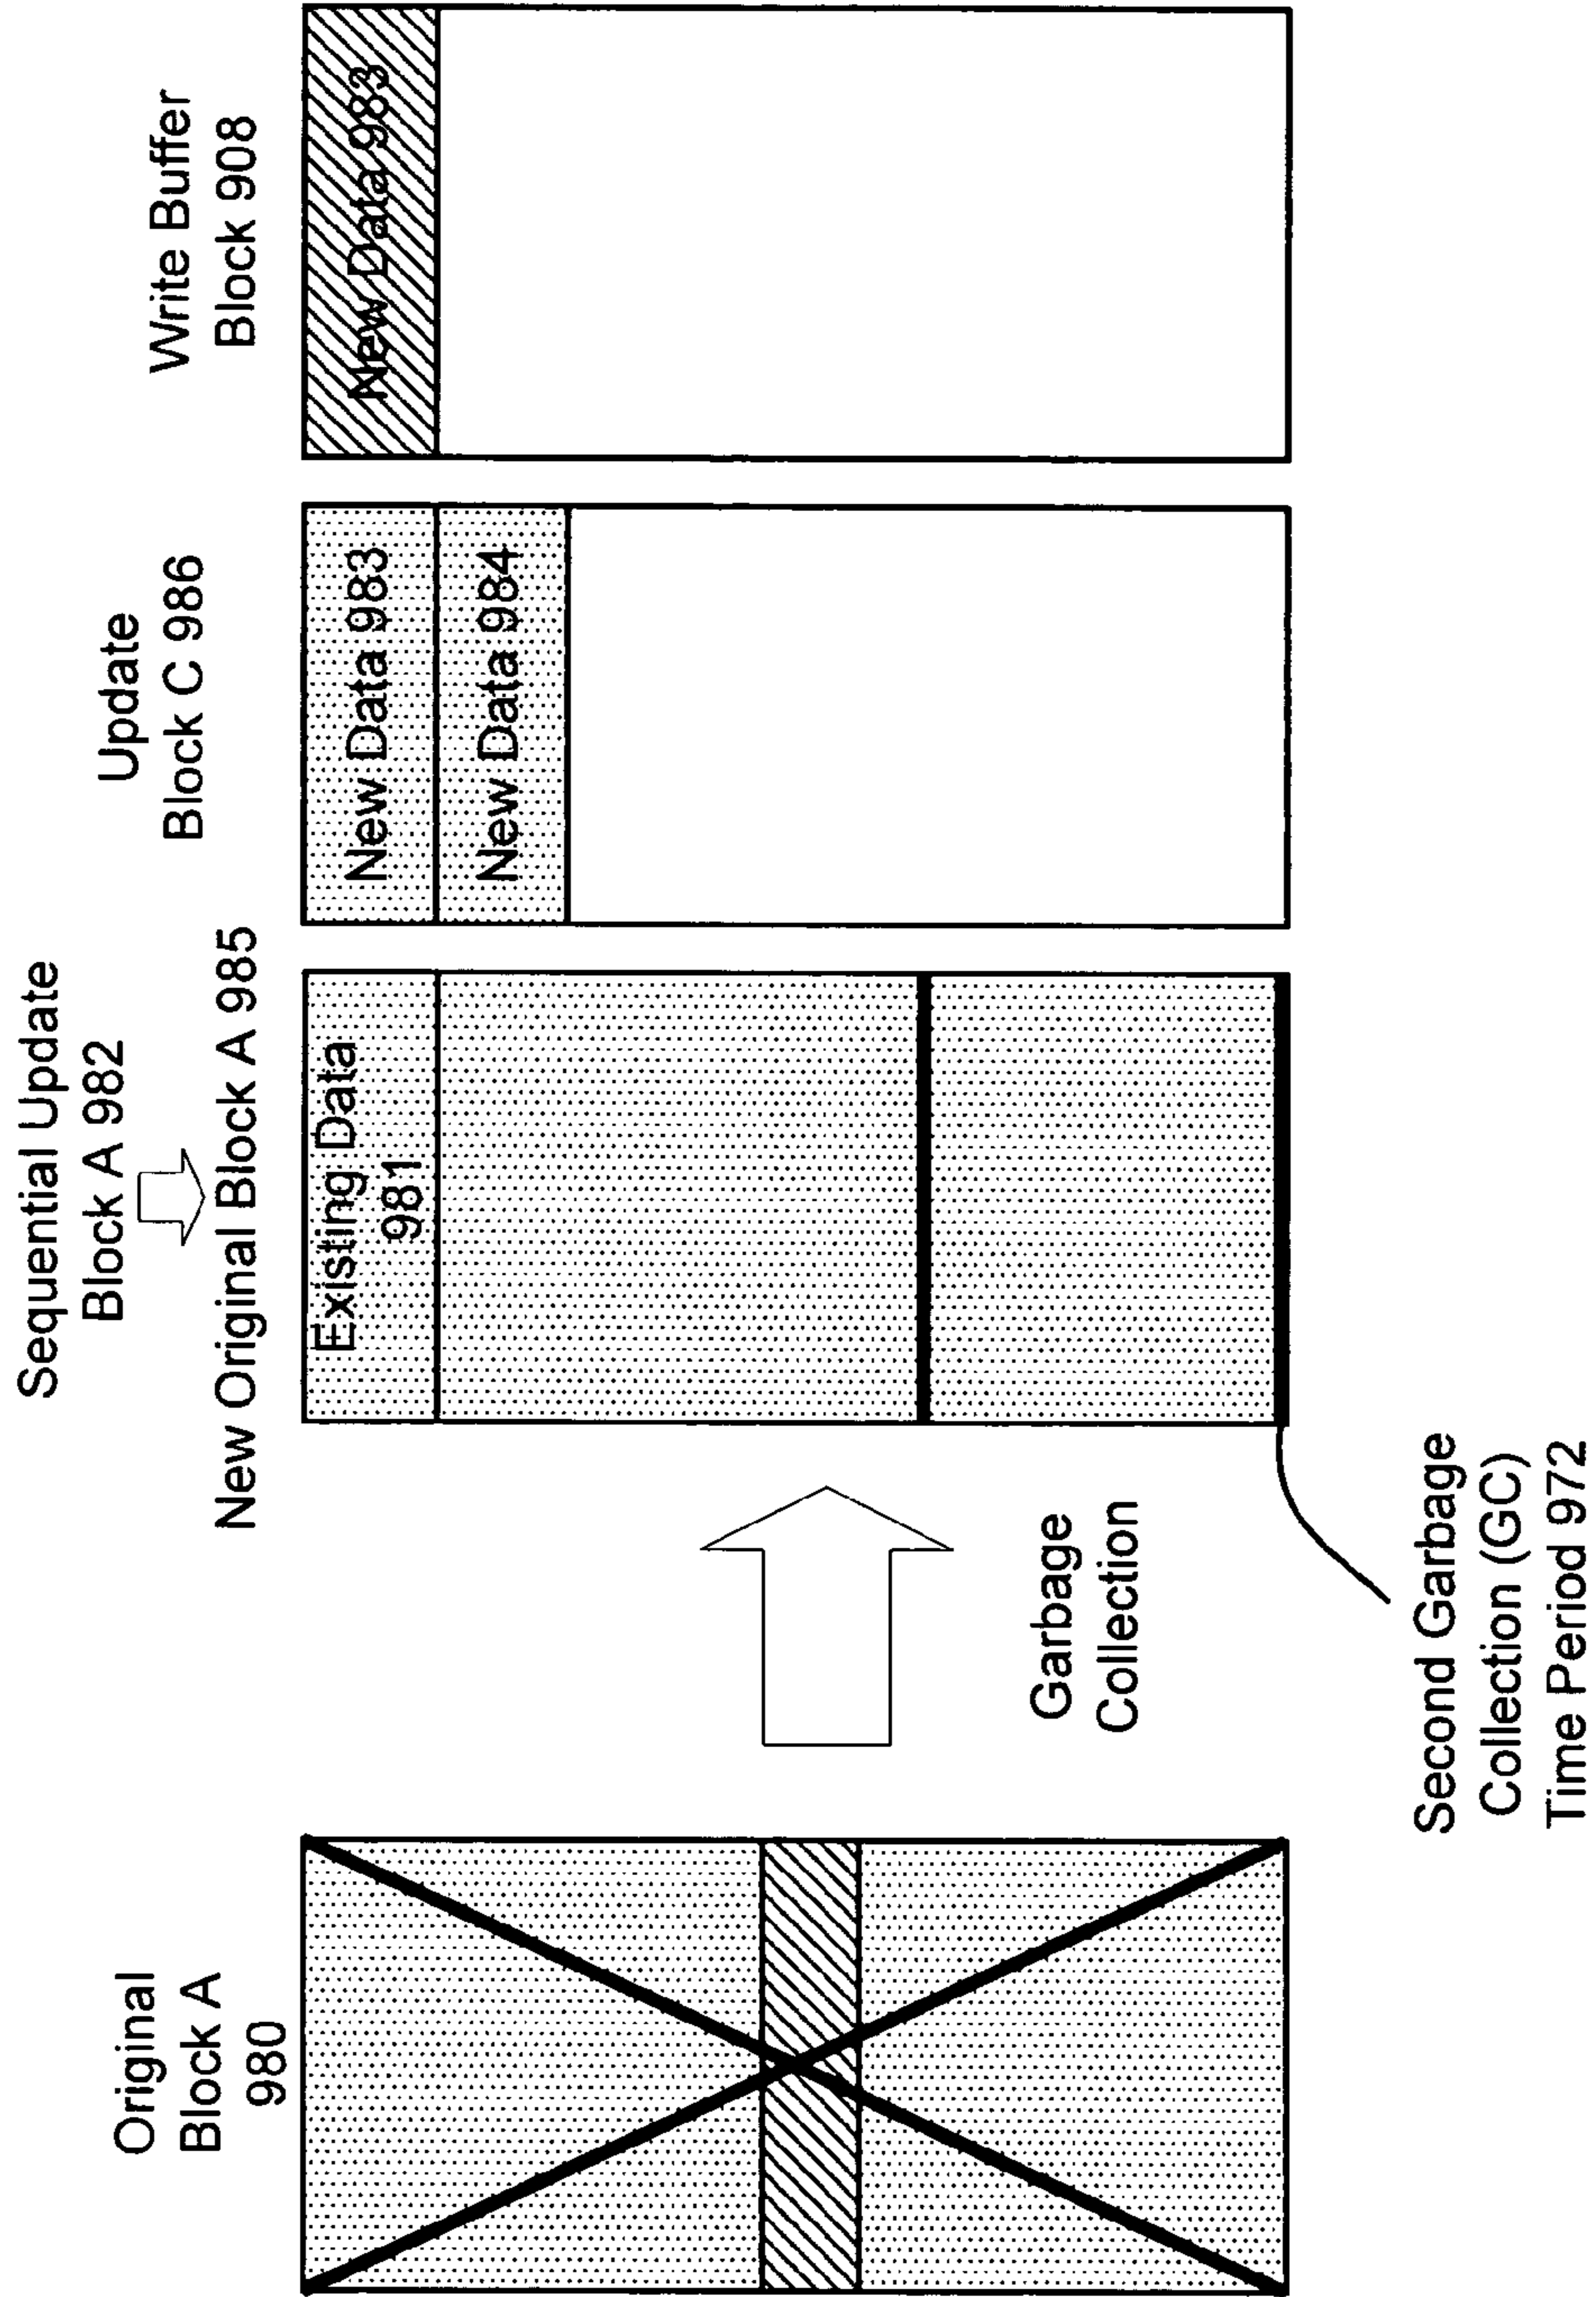 Original
Block A
980
Garbage
Collection
Second Garbage
Collection (GC)
Time Period 972
Sequential Update
Block A 982
New Original Block A 985
Existing Data
981
Update
Block C 986
New Data 983
New Data 984
Write Buffer
Block 908
New Data 983